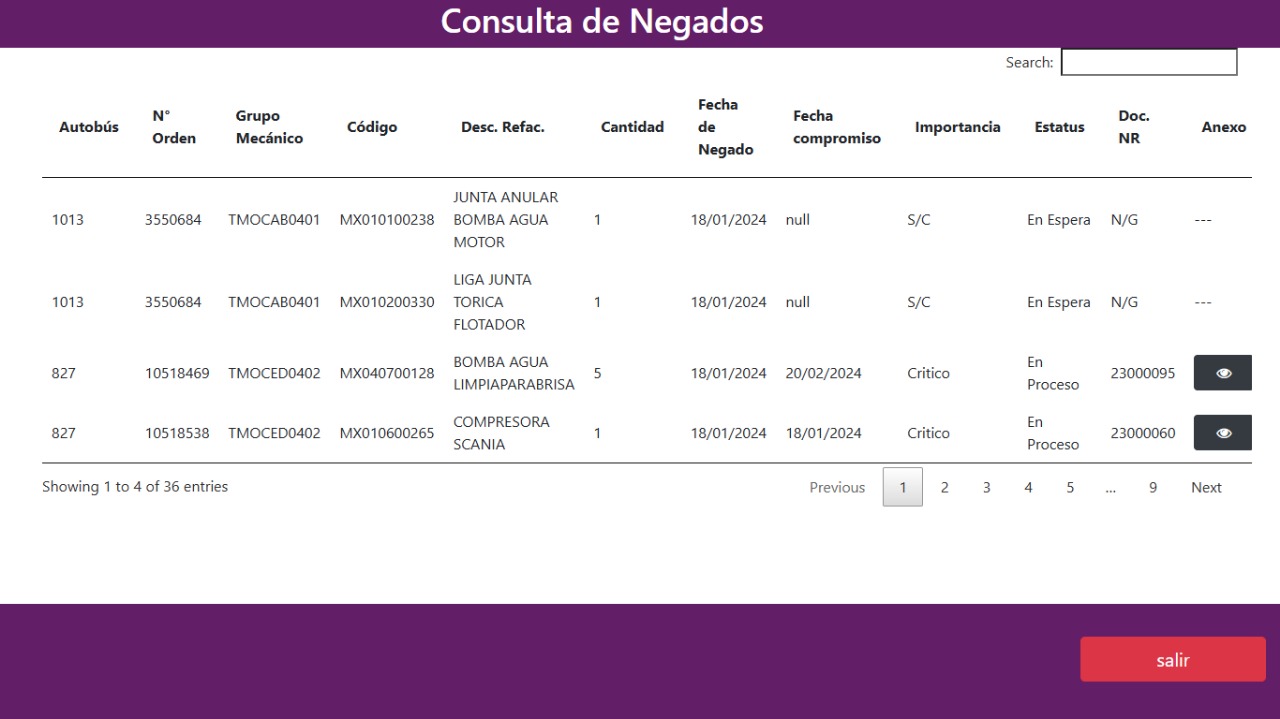 Consulta de Negados
Search:
Autobús N° Orden Grupo Mecánico Código Desc. Refac. Cantidad Fecha de Negado Fecha compromiso Importancia Estatus Doc. NR Anexo
1013 3550684 TMOCAB0401 MX010100238 JUNTA ANULAR BOMBA AGUA MOTOR 1 18/01/2024 null S/C En Espera N/G ---
1013 3550684 TMOCAB0401 MX010200330 LIGA JUNTA TORICA FLOTADOR 1 18/01/2024 null S/C En Espera N/G ---
827 10518469 TMOCED0402 MX040700128 BOMBA AGUA LIMPIAPARABRISA 5 18/01/2024 20/02/2024 Critico En Proceso 23000095
827 10518538 TMOCED0402 MX010600265 COMPRESORA SCANIA 1 18/01/2024 18/01/2024 Critico En Proceso 23000060
Showing 1 to 4 of 36 entries
Previous 1 2 3 4 5 ... 9 Next
salir